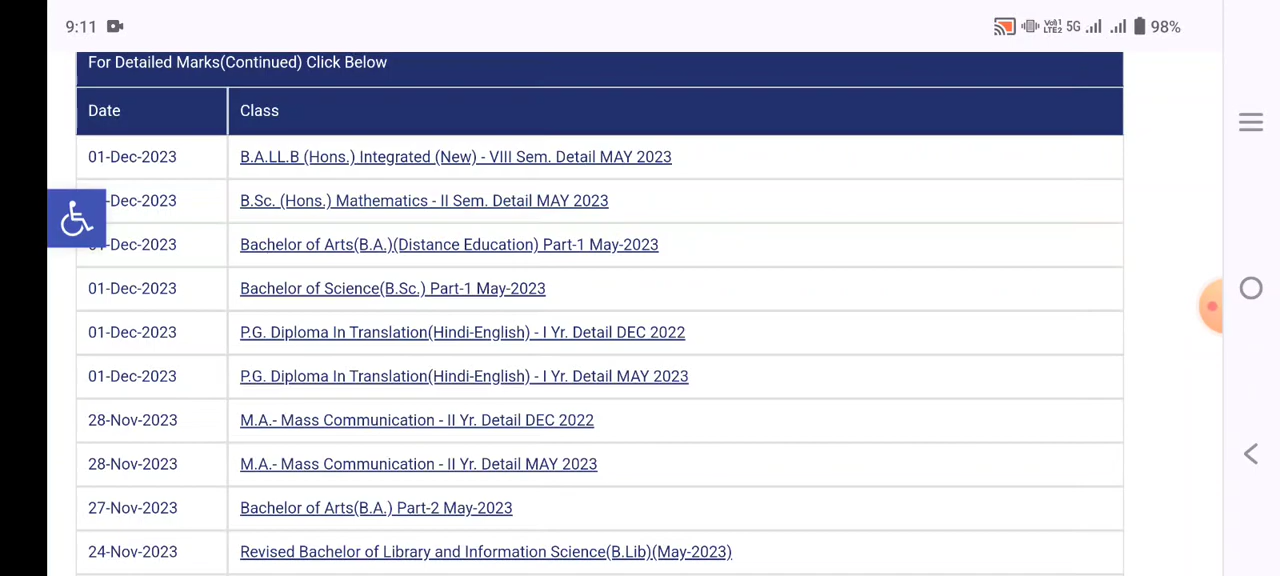 9:11 Vo))1 LTE2 5G 98%
For Detailed Marks(Continued) Click Below
Date Class
01-Dec-2023 B.A.LL.B (Hons.) Integrated (New) - VIII Sem. Detail MAY 2023
-Dec-2023 B.Sc. (Hons.) Mathematics - II Sem. Detail MAY 2023
01-Dec-2023 Bachelor of Arts(B.A.)(Distance Education) Part-1 May-2023
01-Dec-2023 Bachelor of Science(B.Sc.) Part-1 May-2023
01-Dec-2023 P.G. Diploma In Translation(Hindi-English) - I Yr. Detail DEC 2022
01-Dec-2023 P.G. Diploma In Translation(Hindi-English) - I Yr. Detail MAY 2023
28-Nov-2023 M.A.- Mass Communication - II Yr. Detail DEC 2022
28-Nov-2023 M.A.- Mass Communication - II Yr. Detail MAY 2023
27-Nov-2023 Bachelor of Arts(B.A.) Part-2 May-2023
24-Nov-2023 Revised Bachelor of Library and Information Science(B.Lib)(May-2023)